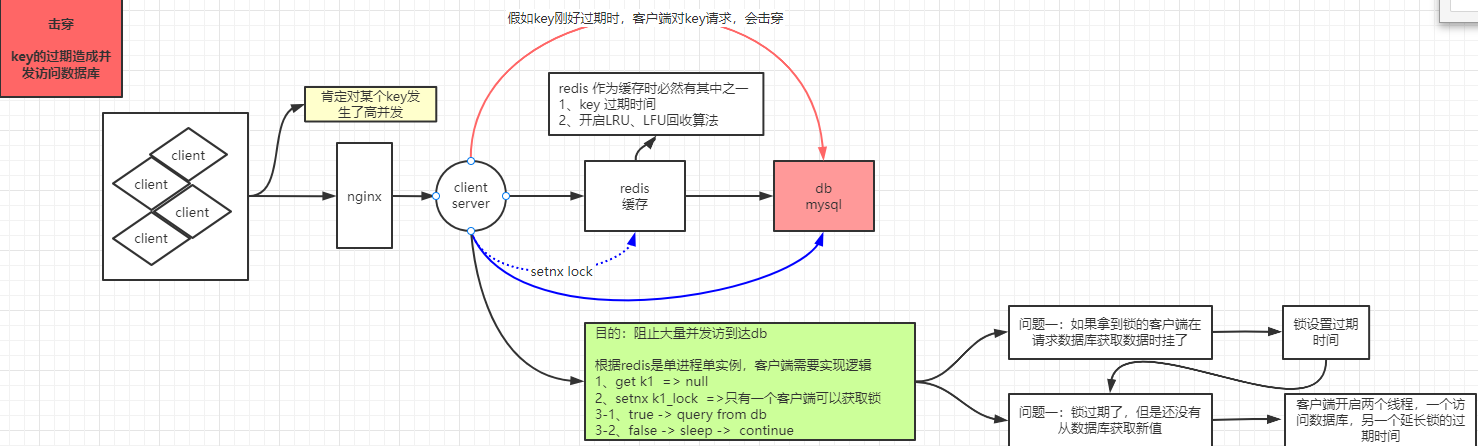 击穿
key的过期造成并
发访问数据库
假如key刚好过期时，客户端对key请求，会击穿
肯定对某个key发
生了高并发
redis 作为缓存时必然有其中之一
1、key 过期时间
2、开启LRU、LFU回收算法
client
client
client
client
nginx
client
server
redis
缓存
db
mysql
setnx lock
目的：阻止大量并发访到达db
根据redis是单进程单实例，客户端需要实现逻辑
1、get k1 => null
2、setnx k1_lock =>只有一个客户端可以获取锁
3-1、true -> query from db
3-2、false -> sleep -> continue
问题一：如果拿到锁的客户端在
请求数据库获取数据时挂了
锁设置过期
时间
问题一：锁过期了，但是还没有
从数据库获取新值
客户端开启两个线程，一个访
问数据库，另一个延长锁的过
期时间